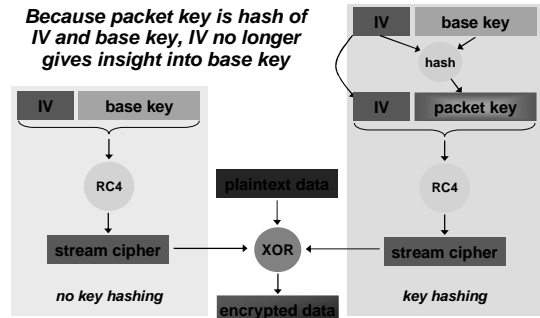 Because packet key is hash of
IV and base key, IV no longer
gives insight into base key
IV base key
RC4
stream cipher
no key hashing
plaintext data
XOR
encrypted data
IV base key
hash
IV packet key
RC4
stream cipher
key hashing